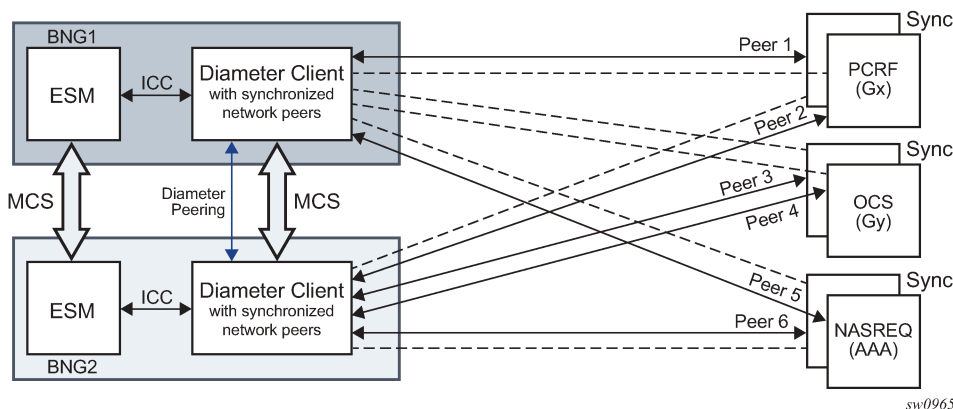 BNG1
ESM
ICC
Diameter Client
with synchronized
network peers
MCS
Diameter
Peering
MCS
ESM
ICC
Diameter Client
with synchronized
network peers
BNG2
Peer 1
Peer 2
Peer 3
Peer 4
Peer 5
Peer 6
Sync
PCRF
(Gx)
Sync
OCS
(Gy)
Sync
NASREQ
(AAA)
sw0965